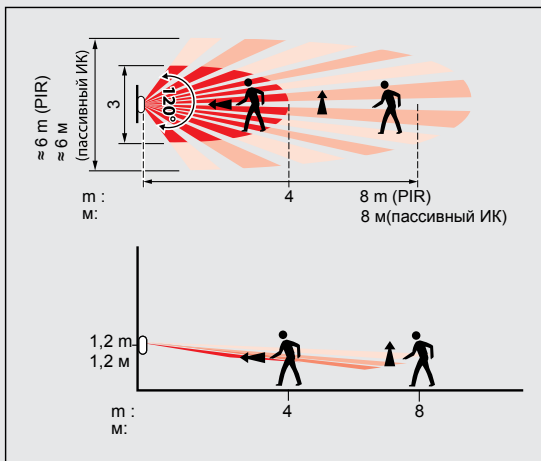 ≈ 6 m (PIR)
≈ 6 м
(пассивный ИК)
3
120°
m :
4
8 m (PIR)
м:
8 м(пассивный ИК)
1,2 m
1,2 м
m :
4
8
м: